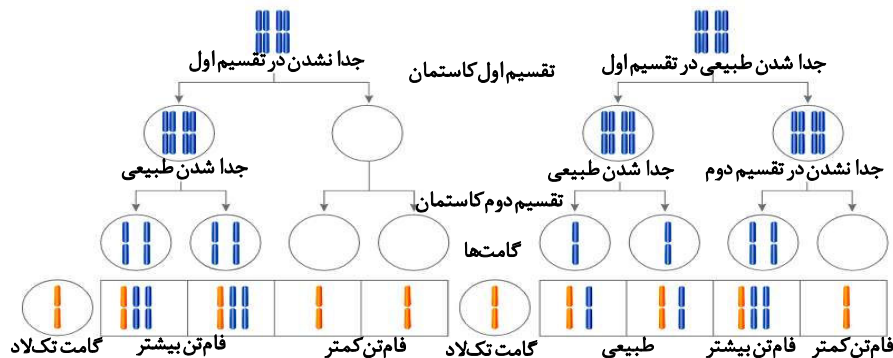 جدا نشدن در تقسیم اول
تقسیم اول کاستمان
جدا شدن طبیعی در تقسیم اول
جدا شدن طبیعی
جدا شدن طبیعی
جدا نشدن در تقسیم دوم
تقسیم دوم کاستمان
گامت‌ها
گامت تک‌لاد
فام‌تن بیشتر
فام‌تن کمتر
گامت تک‌لاد
طبیعی
فام‌تن بیشتر
فام‌تن کمتر